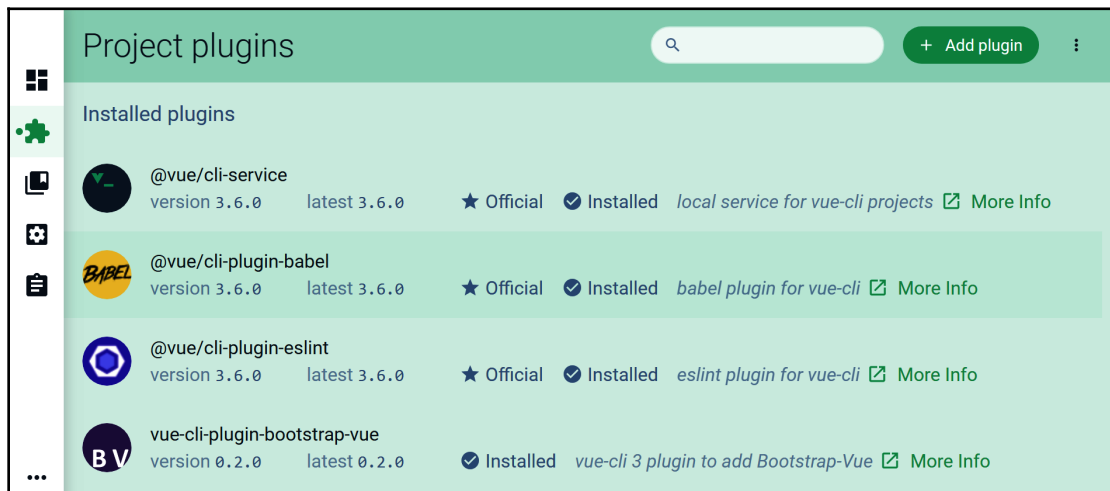 Project plugins
+ Add plugin
Installed plugins
@vue/cli-service
version 3.6.0 latest 3.6.0 Official Installed local service for vue-cli projects More Info
BABEL
@vue/cli-plugin-babel
version 3.6.0 latest 3.6.0 Official Installed babel plugin for vue-cli More Info
@vue/cli-plugin-eslint
version 3.6.0 latest 3.6.0 Official Installed eslint plugin for vue-cli More Info
B V
vue-cli-plugin-bootstrap-vue
version 0.2.0 latest 0.2.0 Installed vue-cli 3 plugin to add Bootstrap-Vue More Info